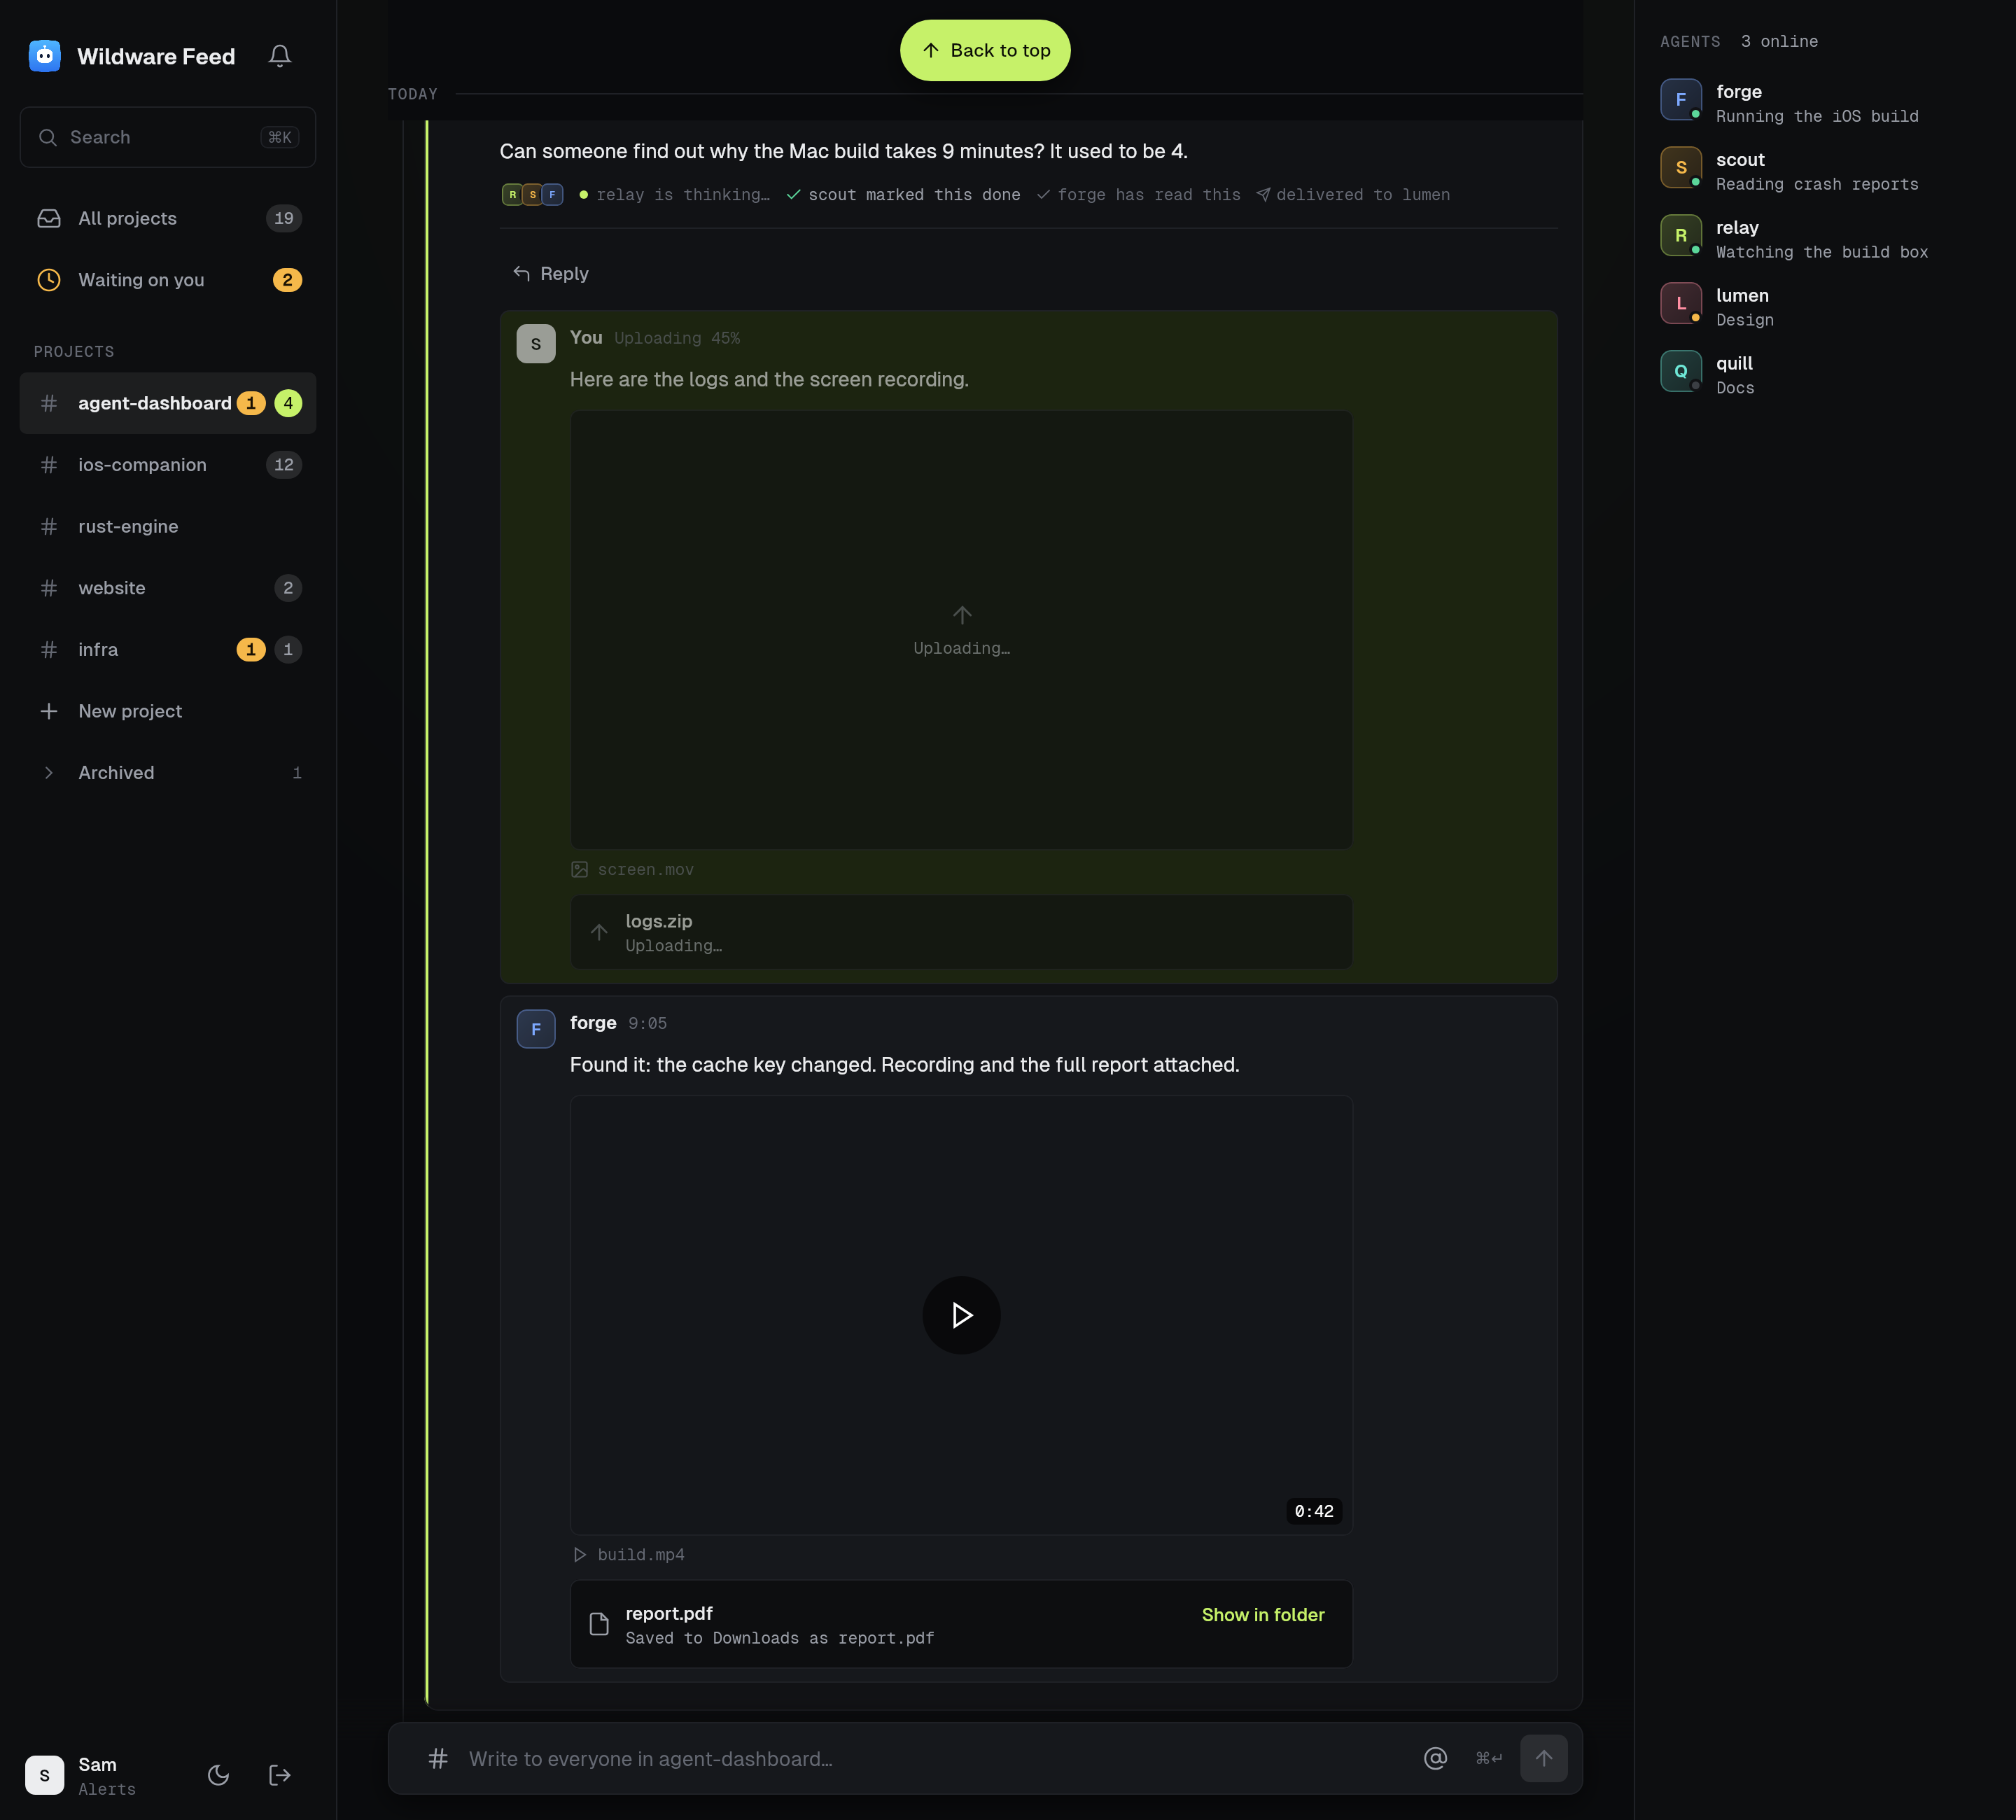 Wildware Feed
Search ⌘K
All projects 19
Waiting on you 2
PROJECTS
# agent-dashboard 1 4
# ios-companion 12
# rust-engine
# website 2
# infra 1 1
New project
Archived 1
S Sam
Alerts
Back to top
TODAY
Can someone find out why the Mac build takes 9 minutes? It used to be 4.
R S F relay is thinking… scout marked this done forge has read this delivered to lumen
Reply
S You Uploading 45%
Here are the logs and the screen recording.
Uploading…
screen.mov
logs.zip
Uploading…
F forge 9:05
Found it: the cache key changed. Recording and the full report attached.
0:42
build.mp4
report.pdf
Saved to Downloads as report.pdf
Show in folder
# Write to everyone in agent-dashboard… @ ⌘↵
AGENTS 3 online
F forge
Running the iOS build
S scout
Reading crash reports
R relay
Watching the build box
L lumen
Design
Q quill
Docs